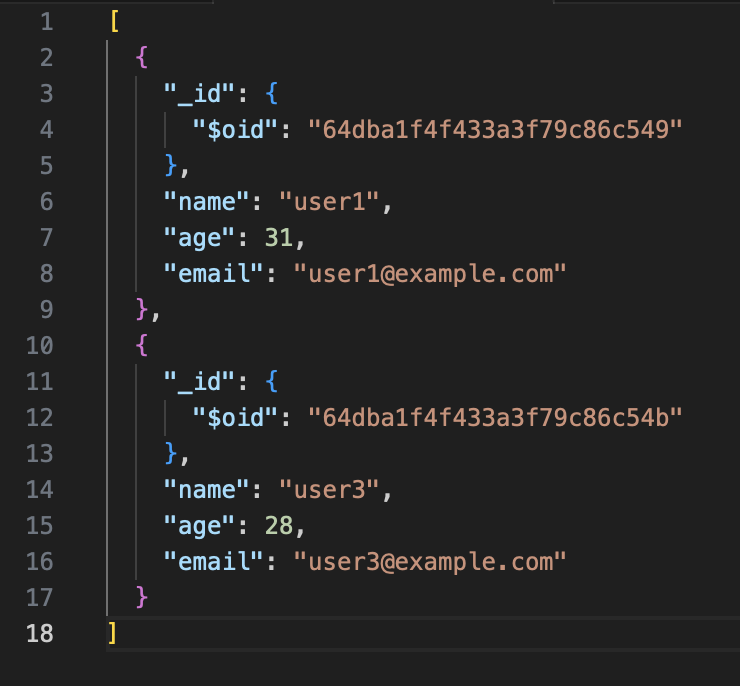 1 [
2 {
3 "_id": {
4 "$oid": "64dba1f4f433a3f79c86c549"
5 },
6 "name": "user1",
7 "age": 31,
8 "email": "user1@example.com"
9 },
10 {
11 "_id": {
12 "$oid": "64dba1f4f433a3f79c86c54b"
13 },
14 "name": "user3",
15 "age": 28,
16 "email": "user3@example.com"
17 }
18 ]